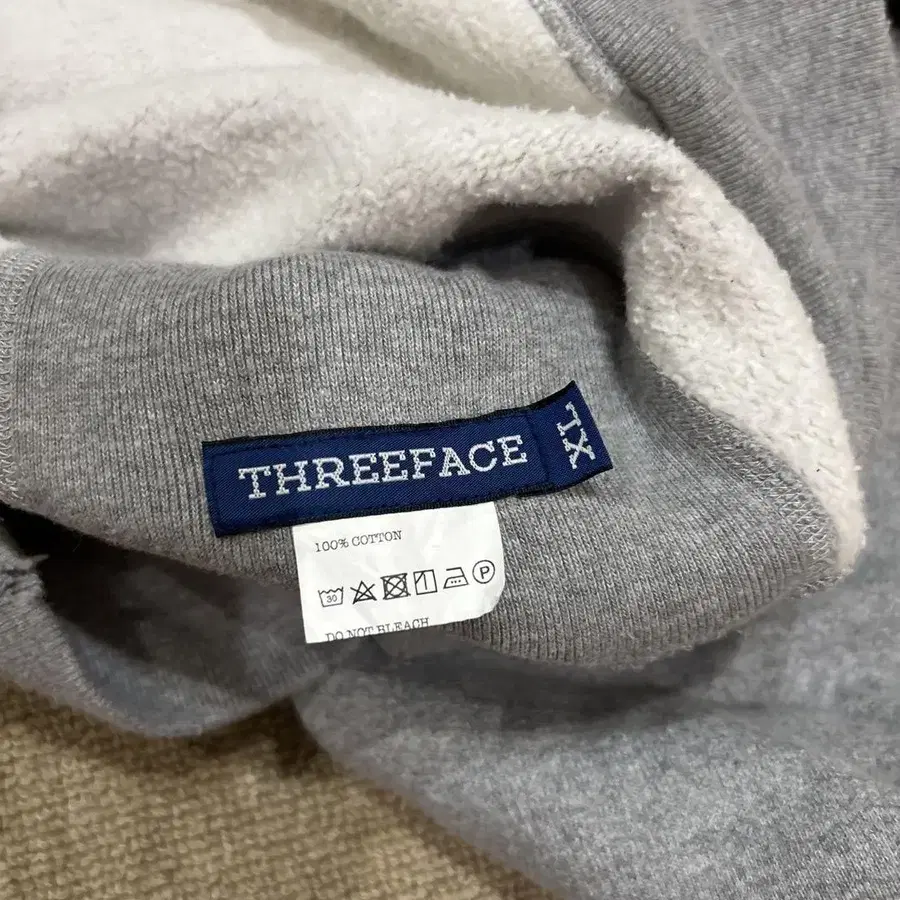 THREEFACE
XL
100% COTTON
30
P
DO NOT BLEACH